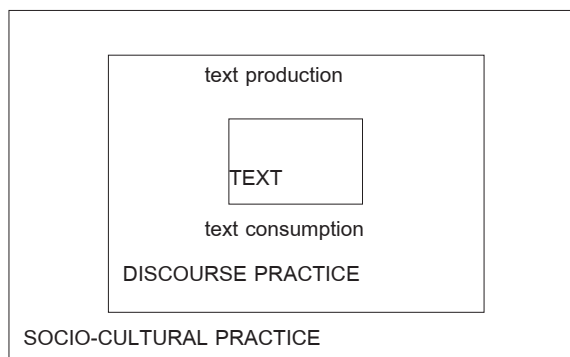 text production
TEXT
text consumption
DISCOURSE PRACTICE
SOCIO-CULTURAL PRACTICE